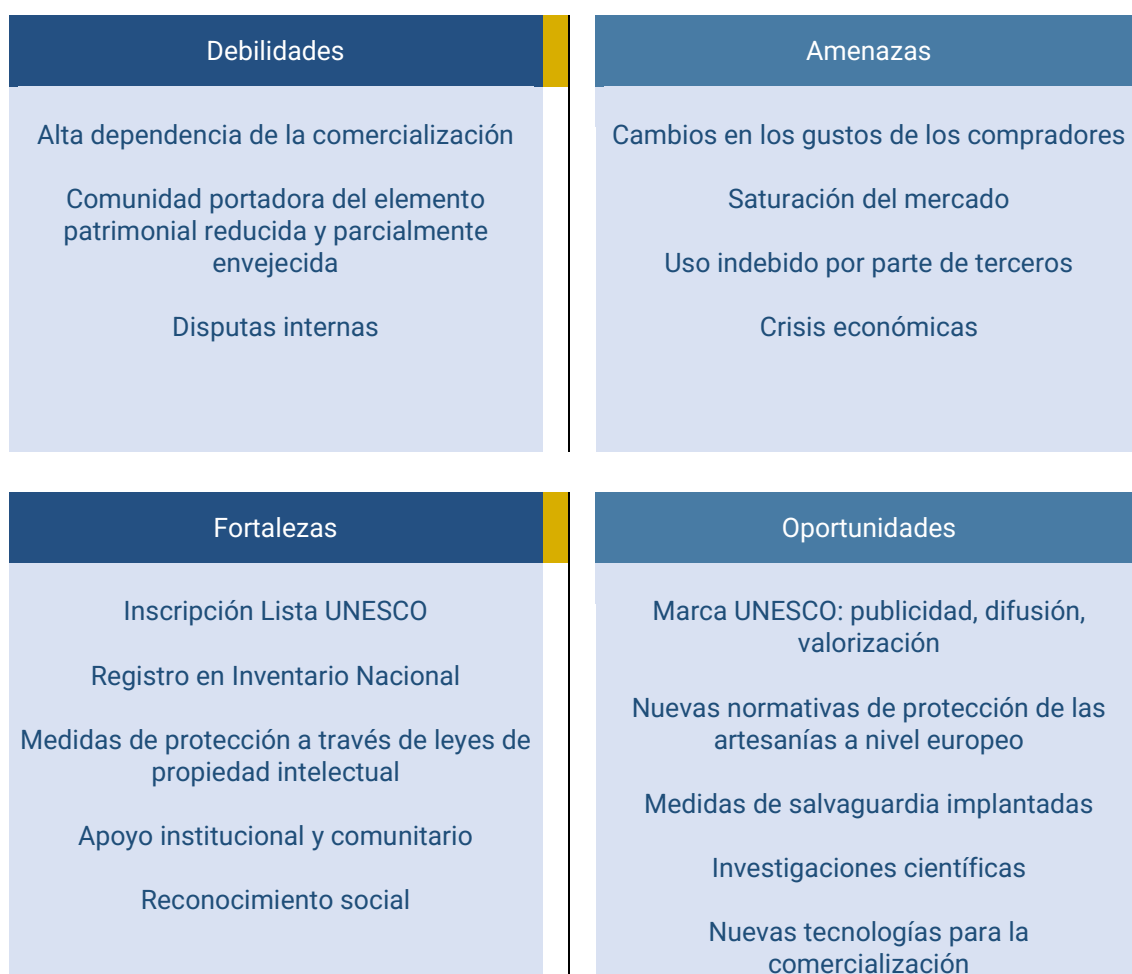 Debilidades
Alta dependencia de la comercialización
Comunidad portadora del elemento
patrimonial reducida y parcialmente
envejecida
Disputas internas
Amenazas
Cambios en los gustos de los compradores
Saturación del mercado
Uso indebido por parte de terceros
Crisis económicas
Fortalezas
Inscripción Lista UNESCO
Registro en Inventario Nacional
Medidas de protección a través de leyes de
propiedad intelectual
Apoyo institucional y comunitario
Reconocimiento social
Oportunidades
Marca UNESCO: publicidad, difusión,
valorización
Nuevas normativas de protección de las
artesanías a nivel europeo
Medidas de salvaguardia implantadas
Investigaciones científicas
Nuevas tecnologías para la
comercialización